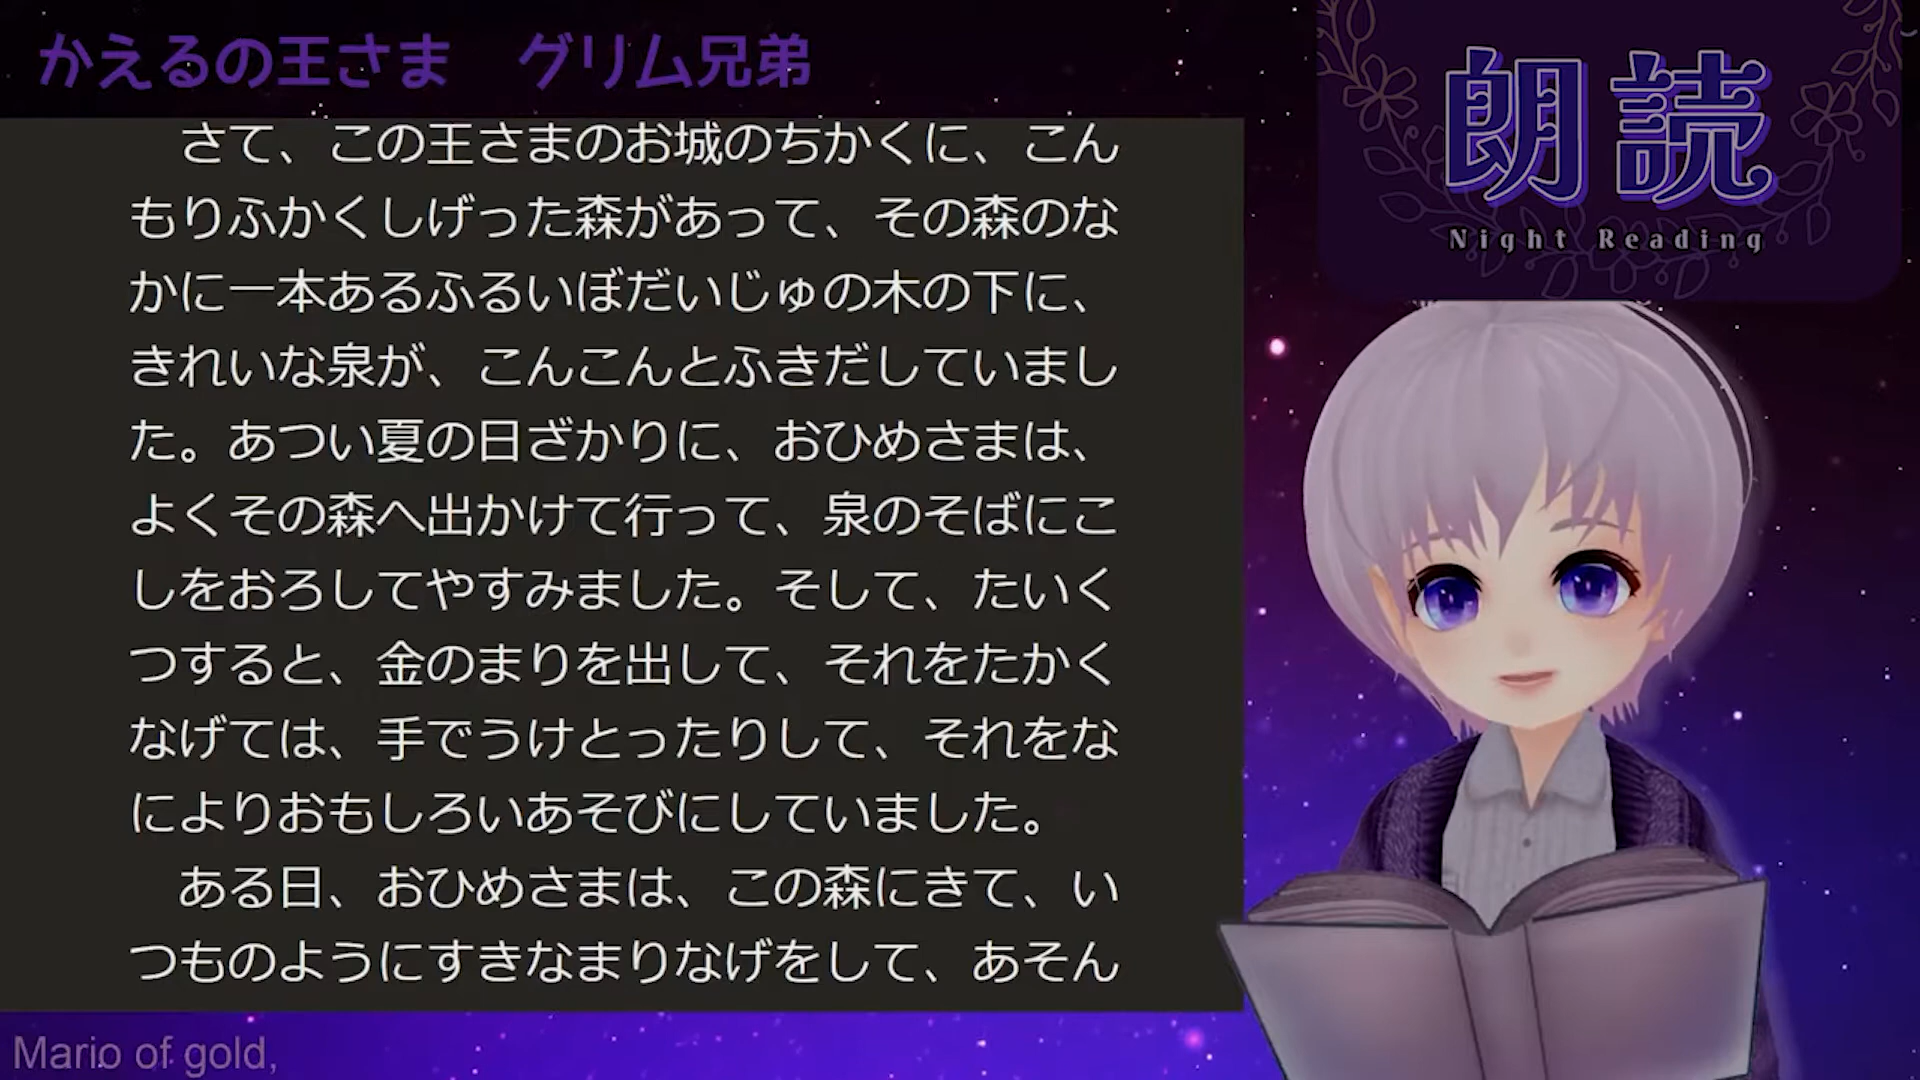 かえるの王さま　グリム兄弟
朗読
Night Reading
さて、この王さまのお城のちかくに、こん
もりふかくしげった森があって、その森のな
かに一本あるふるいぼだいじゅの木の下に、
きれいな泉が、こんこんとふきだしていまし
た。あつい夏の日ざかりに、おひめさまは、
よくその森へ出かけて行って、泉のそばにこ
しをおろしてやすみました。そして、たいく
つすると、金のまりを出して、それをたかく
なげては、手でうけとったりして、それをな
によりおもしろいあそびにしていました。
ある日、おひめさまは、この森にきて、い
つものようにすきなまりなげをして、あそん
Mario of gold,